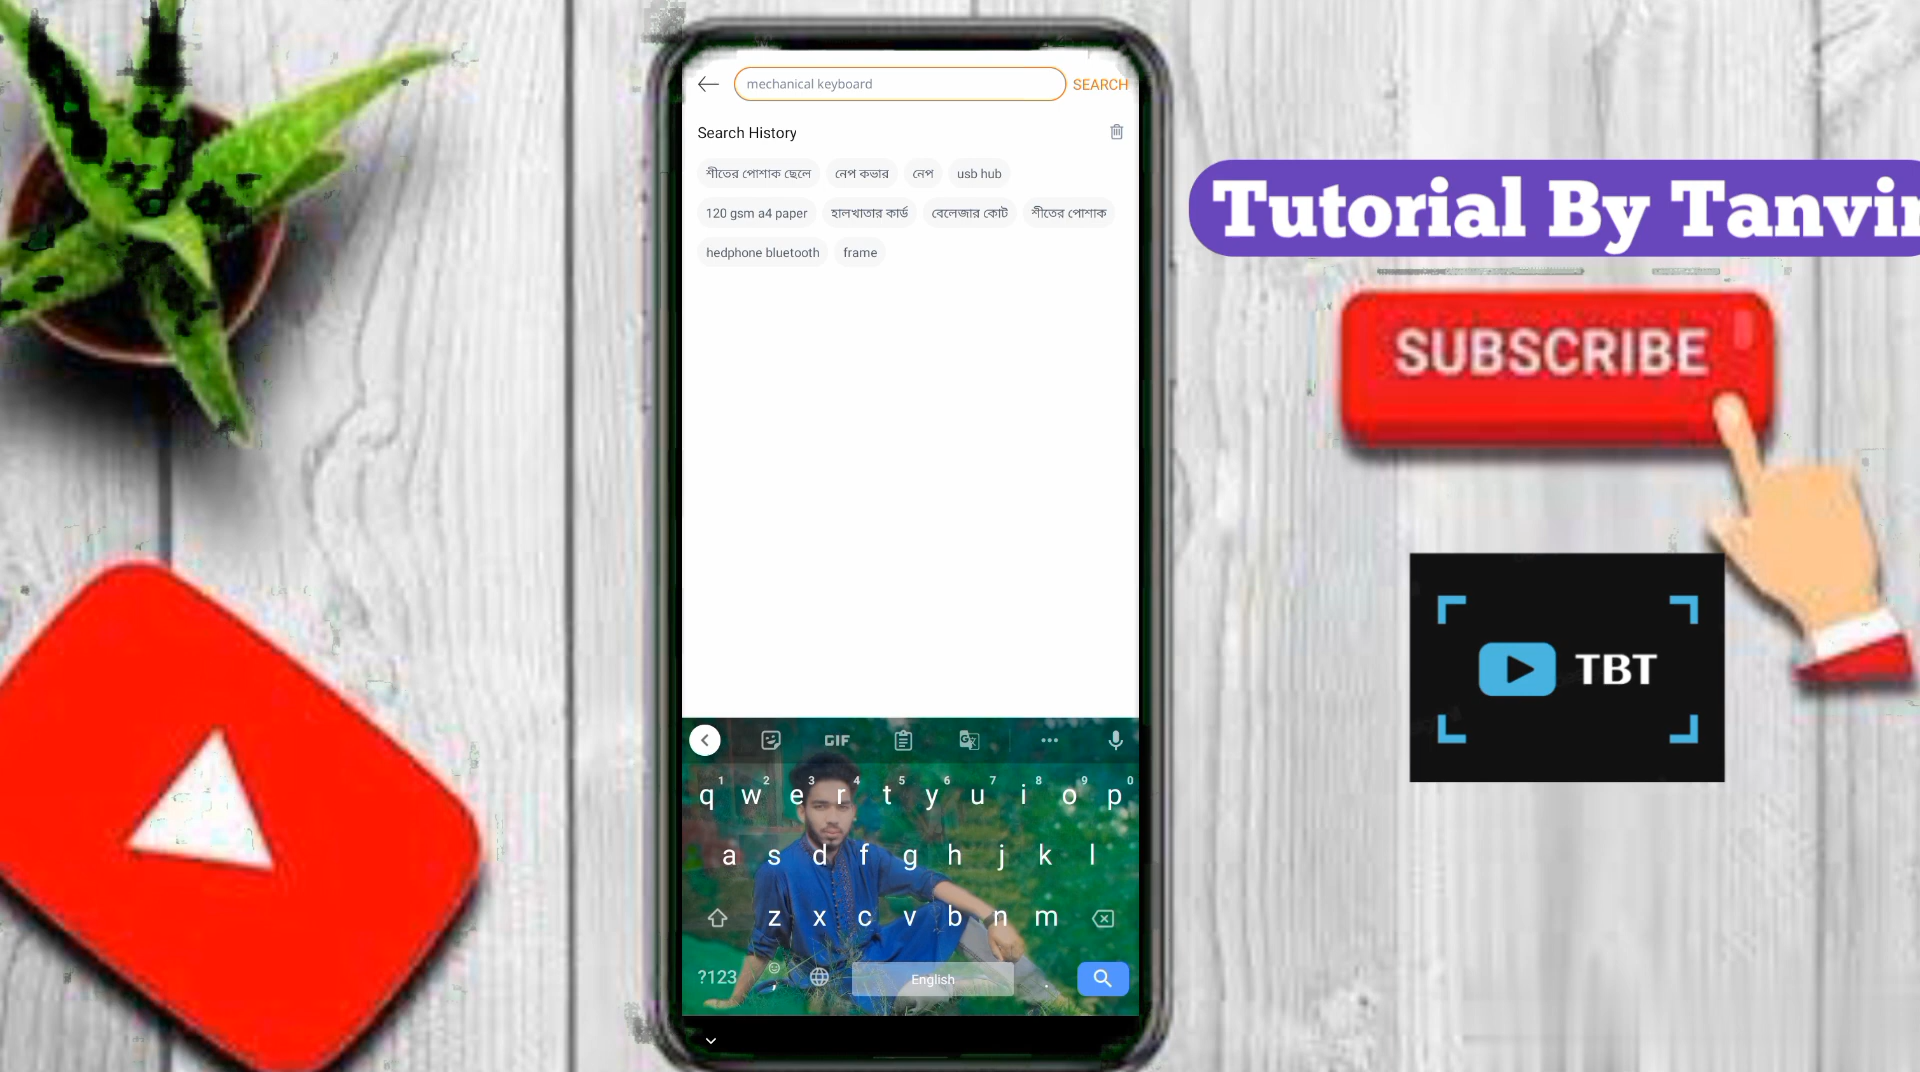 mechanical keyboard
SEARCH
Search History
শীতের পোশাক ছেলে
নেপ কভার
নেপ
usb hub
120 gsm a4 paper
হালখাতার কার্ড
বেলেজার কোট
শীতের পোশাক
hedphone bluetooth
frame
Tutorial By Tanvir
SUBSCRIBE
TBT
GIF
1 2 3 4 5 6 7 8 9 0
q w e r t y u i o p
a s d f g h j k l
z x c v b n m
?123 , English .